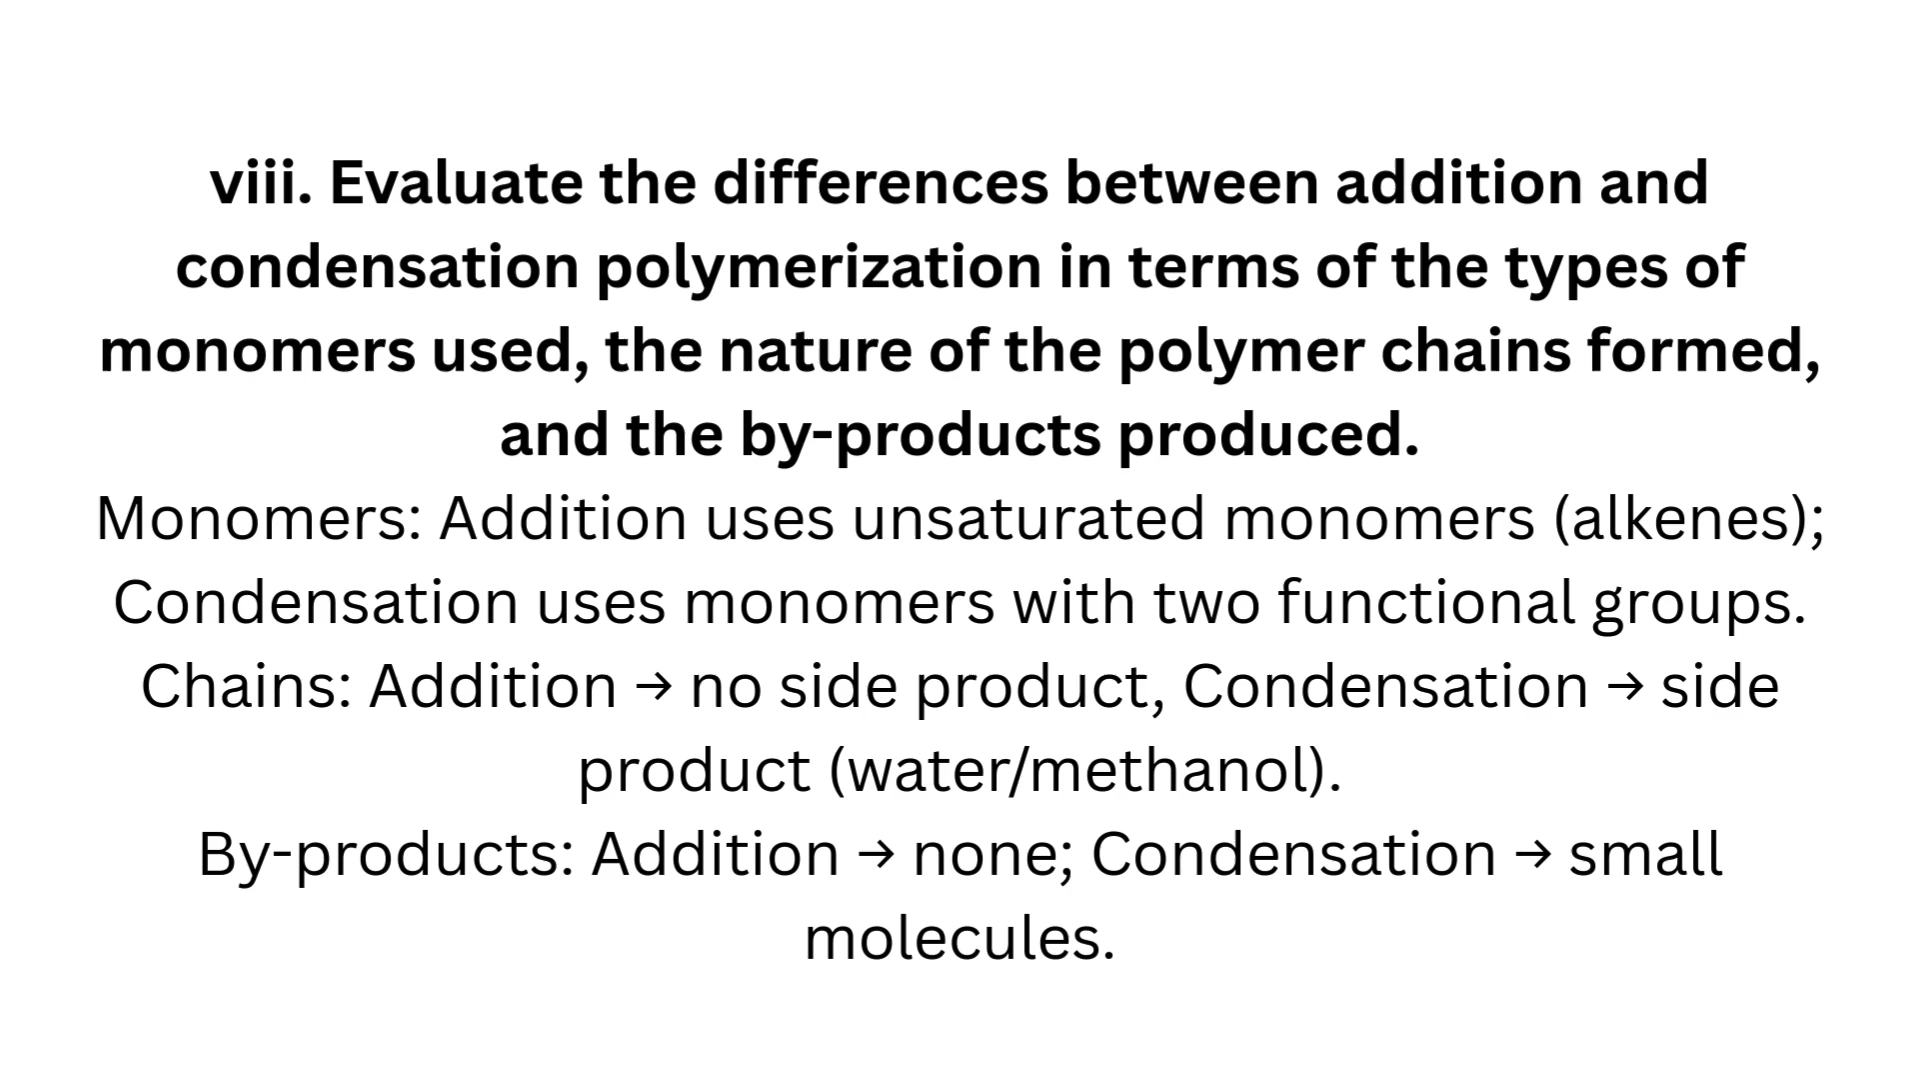 viii. Evaluate the differences between addition and
condensation polymerization in terms of the types of
monomers used, the nature of the polymer chains formed,
and the by-products produced.
Monomers: Addition uses unsaturated monomers (alkenes);
Condensation uses monomers with two functional groups.
Chains: Addition → no side product, Condensation → side
product (water/methanol).
By-products: Addition → none; Condensation → small
molecules.